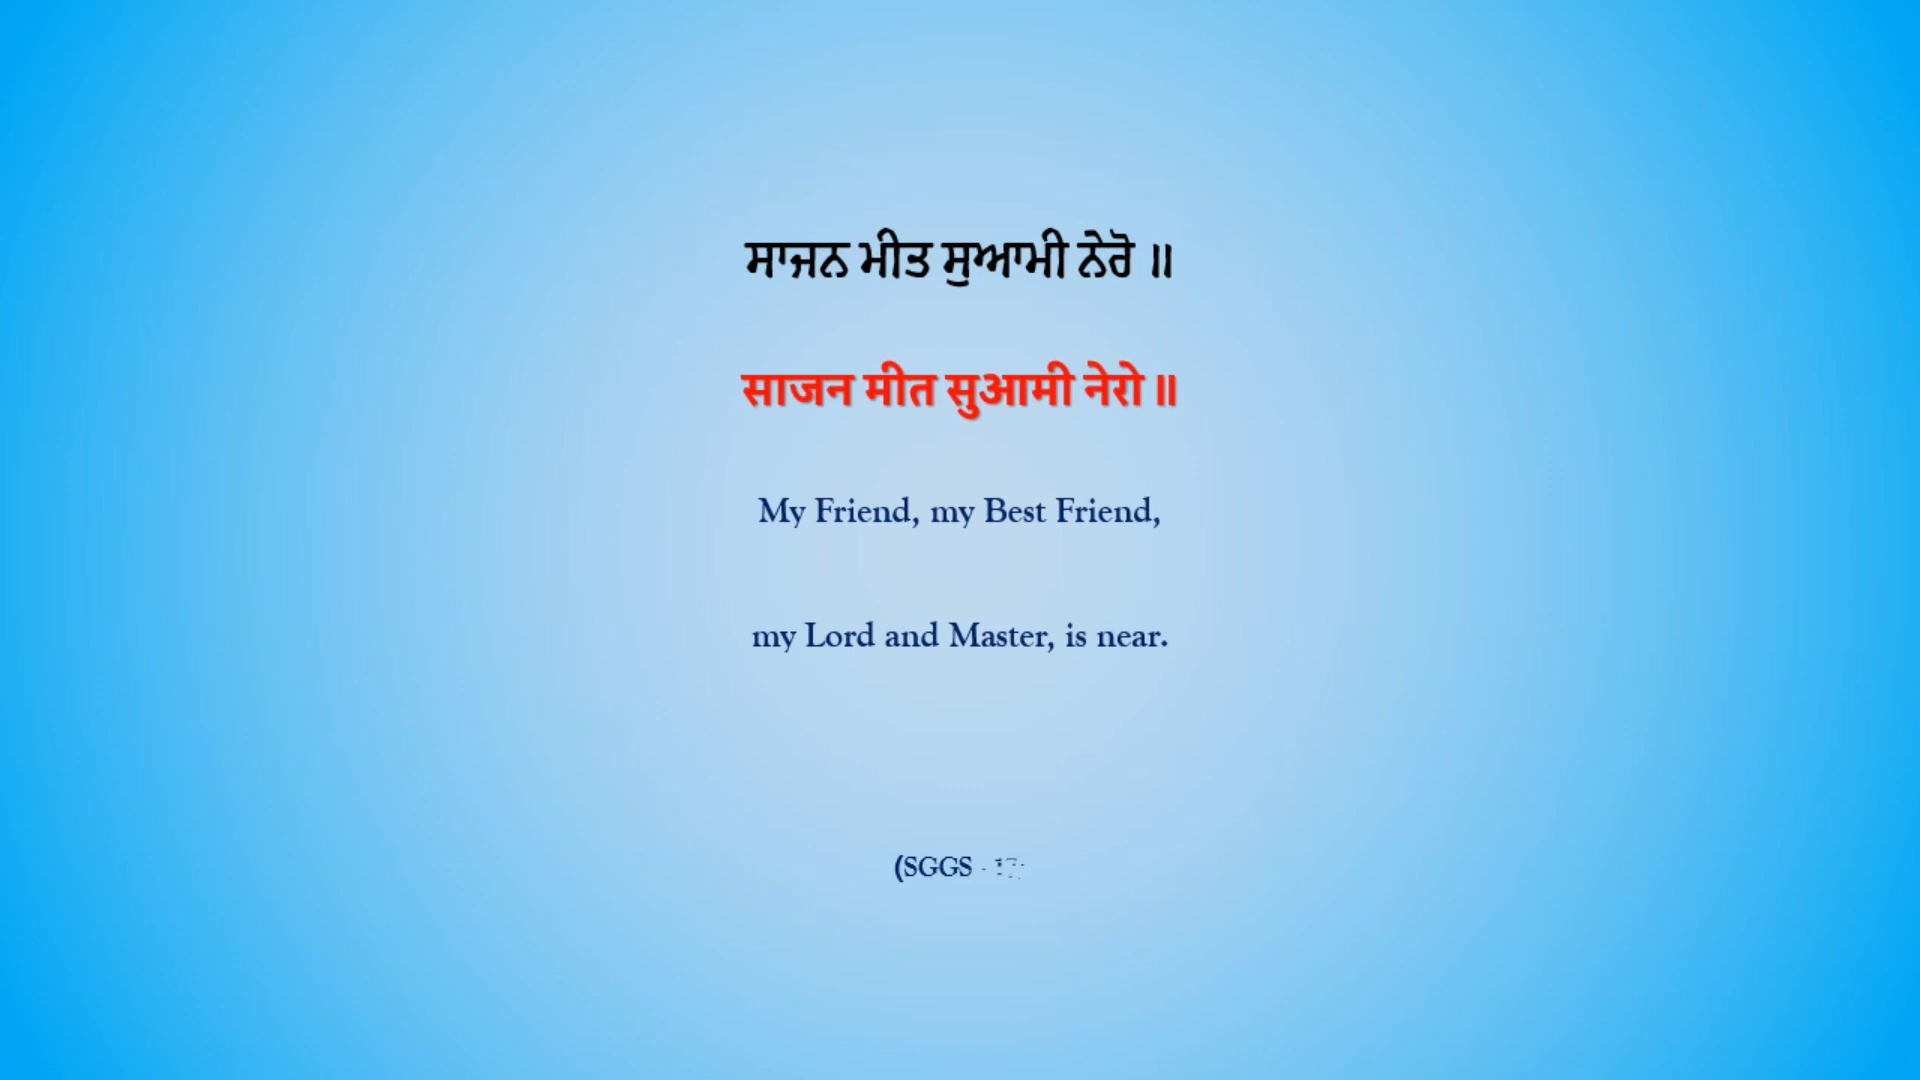 ਸਾਜਨ ਮੀਤ ਸੁਆਮੀ ਨੇਰੋ ॥
साजन मीत सुआमी नेरो ॥
My Friend, my Best Friend,
my Lord and Master, is near.
(SGGS -